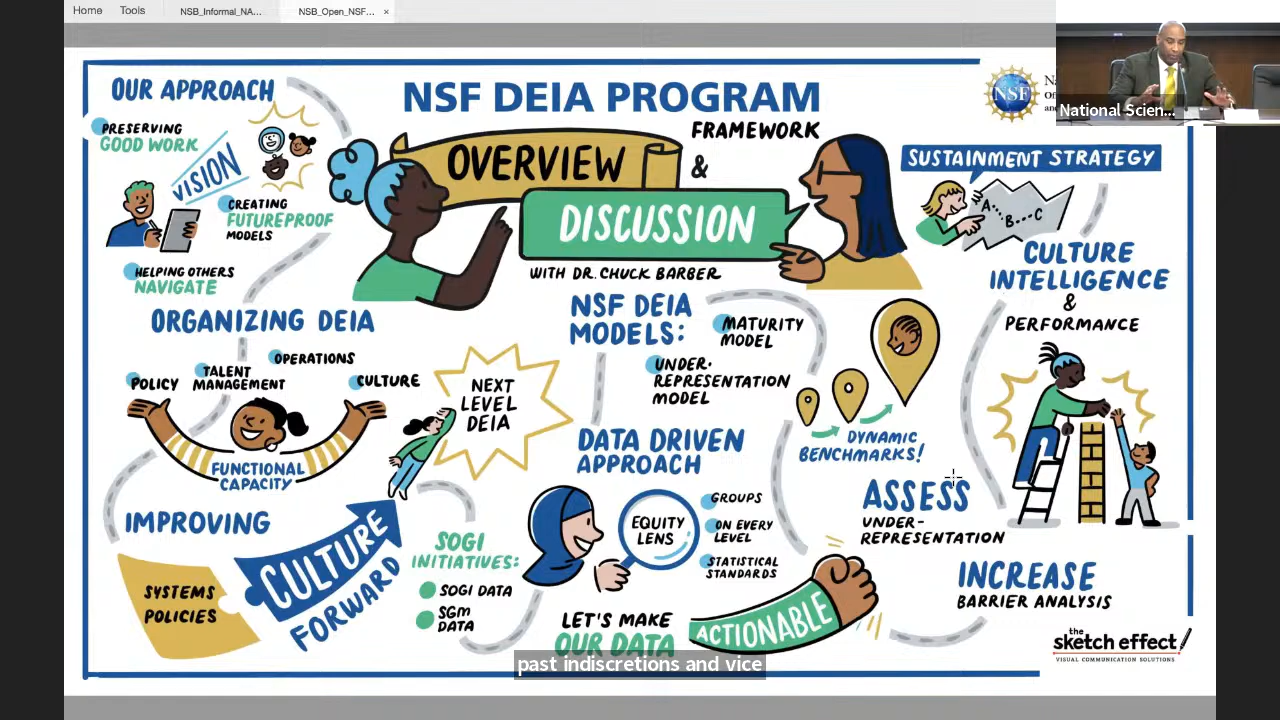 Home
Tools
NSB_Informal_NA...
NSB_Open_NSF...
×
National Scien...
OUR APPROACH
PRESERVING
GOOD WORK
VISION
CREATING
FUTUREPROOF
MODELS
HELPING OTHERS
NAVIGATE
NSF DEIA PROGRAM
FRAMEWORK
OVERVIEW
&
DISCUSSION
WITH DR. CHUCK BARBER
NSF
SUSTAINMENT STRATEGY
A
B
C
CULTURE
INTELLIGENCE
&
PERFORMANCE
ORGANIZING DEIA
POLICY
TALENT
MANAGEMENT
OPERATIONS
CULTURE
FUNCTIONAL
CAPACITY
NEXT
LEVEL
DEIA
NSF DEIA
MODELS:
MATURITY
MODEL
UNDER-
REPRESENTATION
MODEL
DYNAMIC
BENCHMARKS!
DATA DRIVEN
APPROACH
EQUITY
LENS
GROUPS
ON EVERY
LEVEL
STATISTICAL
STANDARDS
ASSESS
UNDER-
REPRESENTATION
IMPROVING
SYSTEMS
POLICIES
CULTURE
FORWARD
SOGI
INITIATIVES:
SOGI DATA
SGM
DATA
LET'S MAKE
OUR DATA
ACTIONABLE
INCREASE
BARRIER ANALYSIS
the
sketch effect
VISUAL COMMUNICATION SOLUTIONS
past indiscretions and vice